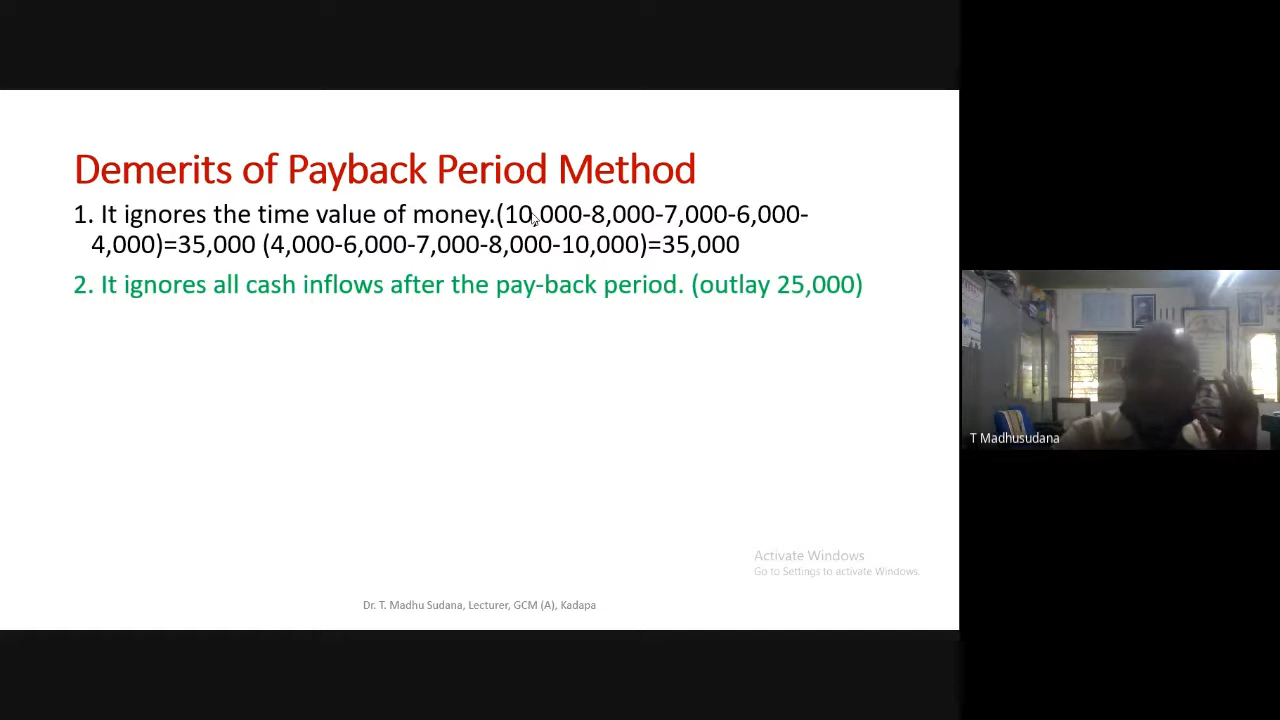 Demerits of Payback Period Method
1. It ignores the time value of money.(10,000-8,000-7,000-6,000-
4,000)=35,000 (4,000-6,000-7,000-8,000-10,000)=35,000
2. It ignores all cash inflows after the pay-back period. (outlay 25,000)
T Madhusudana
Activate Windows
Go to Settings to activate Windows.
Dr. T. Madhu Sudana, Lecturer, GCM (A), Kadapa